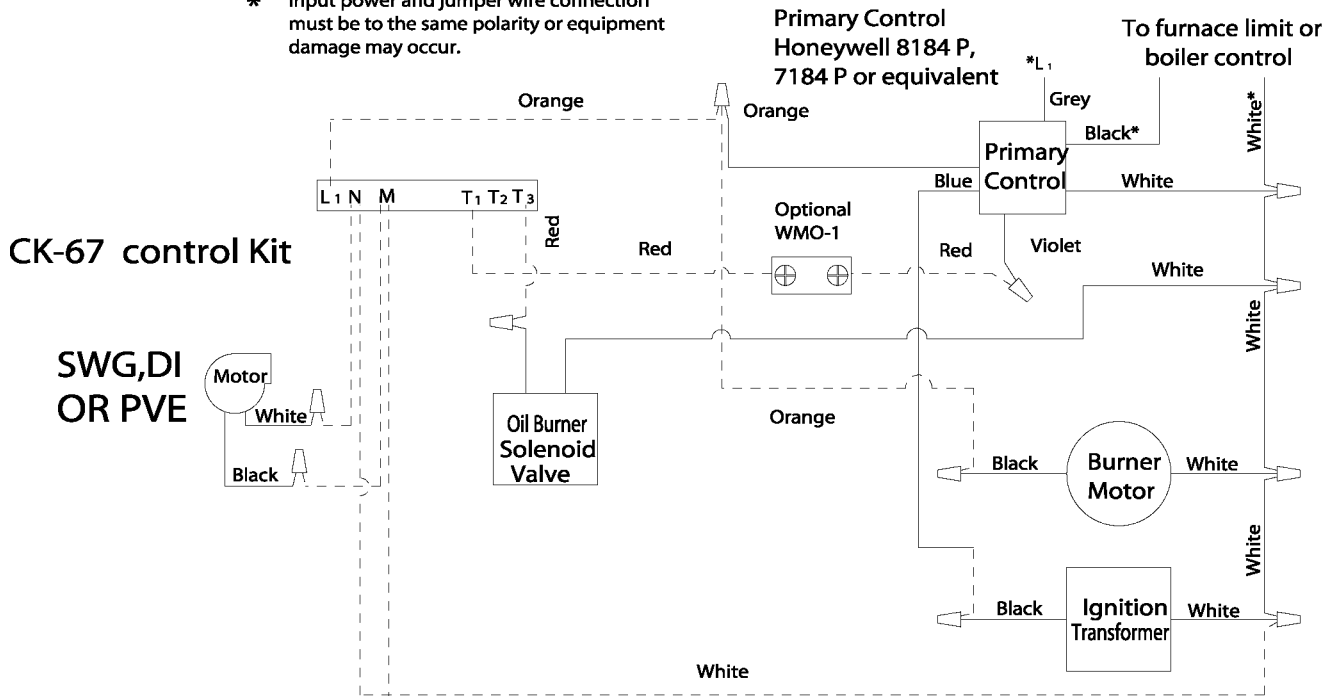 * Input power and jumper wire connection
must be to the same polarity or equipment
damage may occur.
Primary Control
Honeywell 8184 P,
7184 P or equivalent
To furnace limit or
boiler control
*L1
Grey
Orange
Orange
Black*
White*
Primary
Control
Blue
White
L1 N M T1 T2 T3
Optional
WMO-1
Red
CK-67 control Kit
Red
Red
Violet
White
White
SWG,DI
OR PVE
Motor
White
Orange
Oil Burner
Solenoid
Valve
Black
Burner
Motor
White
Black
White
Black
Ignition
Transformer
White
White